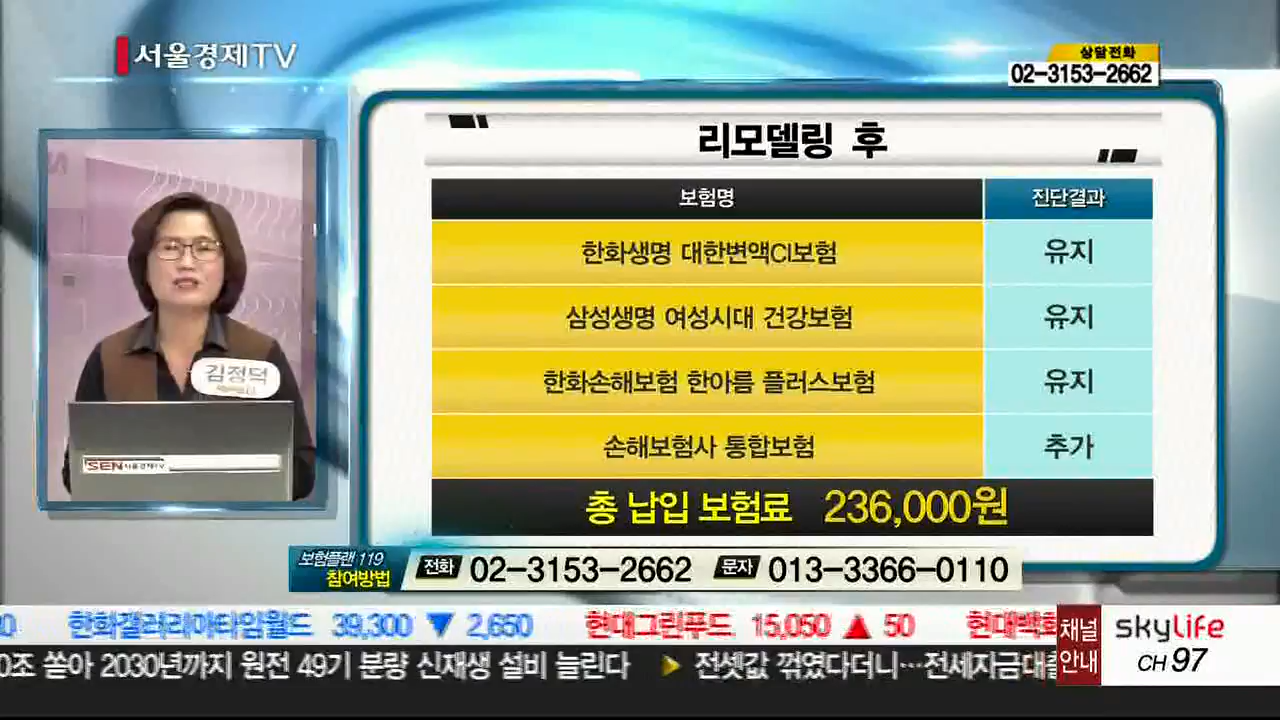 서울경제TV
상담전화
02-3153-2662
리모델링 후
보험명 진단결과
한화생명 대한변액CI보험 유지
삼성생명 여성시대 건강보험 유지
한화손해보험 한아름 플러스보험 유지
손해보험사 통합보험 추가
총 납입 보험료 236,000원
김정덕
SEN 서울경제TV
보험플랜 119
참여방법
전화 02-3153-2662 문자 013-3366-0110
한화갤러리아타임월드 39,300 ▼ 2,650 현대그린푸드 15,050 ▲ 50 현대백화
0조 쏟아 2030년까지 원전 49기 분량 신재생 설비 늘린다 ▶ 전셋값 꺾였다더니…전세자금대출
채널
안내
skylife
CH 97